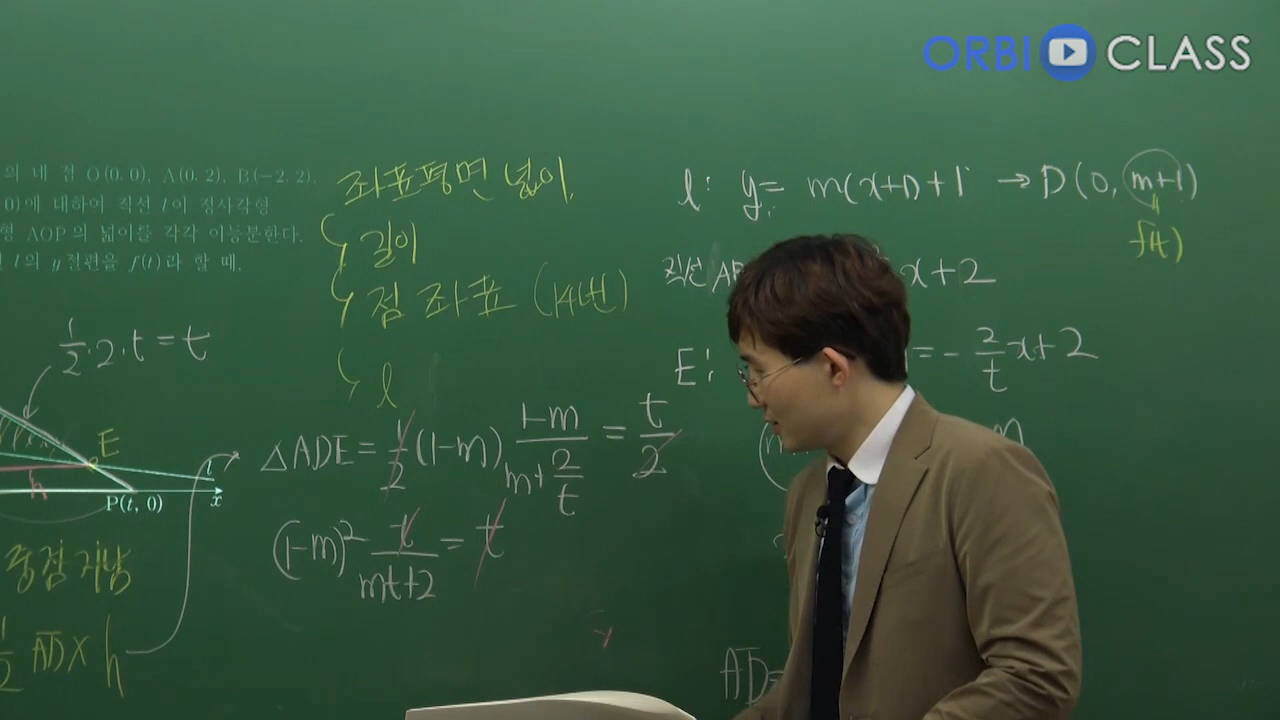 ORBI CLASS
의 네 점 O(0, 0), A(0, 2), B(−2, 2),
0)에 대하여 직선 l이 정사각형
형 AOP의 넓이를 각각 이등분한다.
l의 y절편을 f(t)라 할 때,
1/2·2·t = t
E
h
l
P(t, 0)
x
중점 지남
1/2 AD × h
좌표평면 넓이
길이
점 좌표 (14번)
l
△ADE = 1/2 (1-m) (1-m)/(m+2/t) = t/2
(1-m)² t/(mt+2) = t
l: y= m(x+1)+1 → D(0, m+1)
f(t)
직선 x+2
E: = -2/t x+2
m
AD=